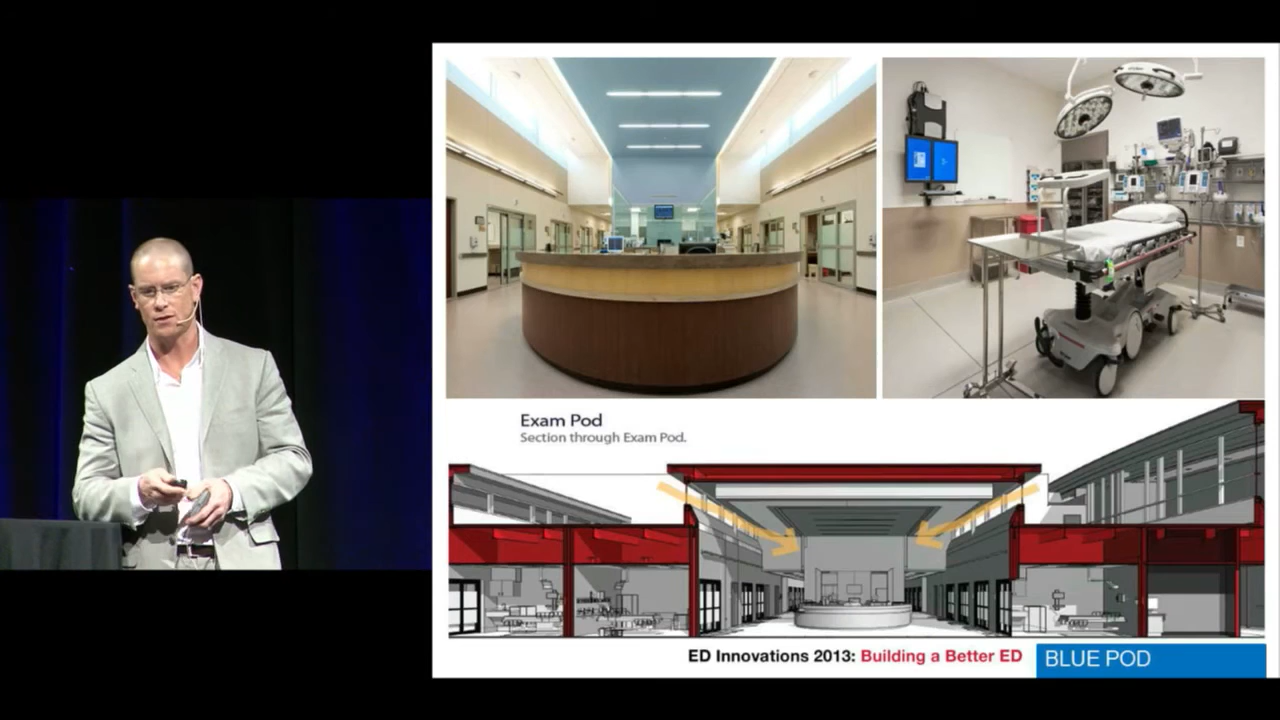 Exam Pod
Section through Exam Pod.
ED Innovations 2013: Building a Better ED
BLUE POD